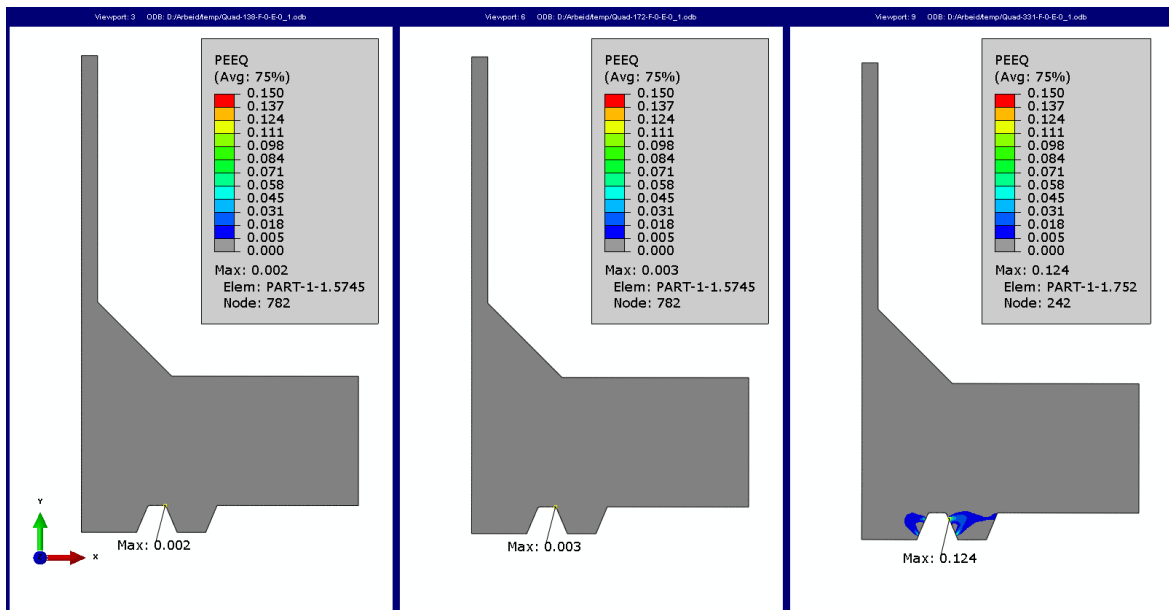 Viewport: 3 ODB: D:/Arbeid/temp/Quad-138-F-0-E-0_1.odb
PEEQ
(Avg: 75%)
0.150
0.137
0.124
0.111
0.098
0.084
0.071
0.058
0.045
0.031
0.018
0.005
0.000
Max: 0.002
Elem: PART-1-1.5745
Node: 782
Max: 0.002
Y
X
Viewport: 6 ODB: D:/Arbeid/temp/Quad-172-F-0-E-0_1.odb
PEEQ
(Avg: 75%)
0.150
0.137
0.124
0.111
0.098
0.084
0.071
0.058
0.045
0.031
0.018
0.005
0.000
Max: 0.003
Elem: PART-1-1.5745
Node: 782
Max: 0.003
Viewport: 9 ODB: D:/Arbeid/temp/Quad-331-F-0-E-0_1.odb
PEEQ
(Avg: 75%)
0.150
0.137
0.124
0.111
0.098
0.084
0.071
0.058
0.045
0.031
0.018
0.005
0.000
Max: 0.124
Elem: PART-1-1.752
Node: 242
Max: 0.124